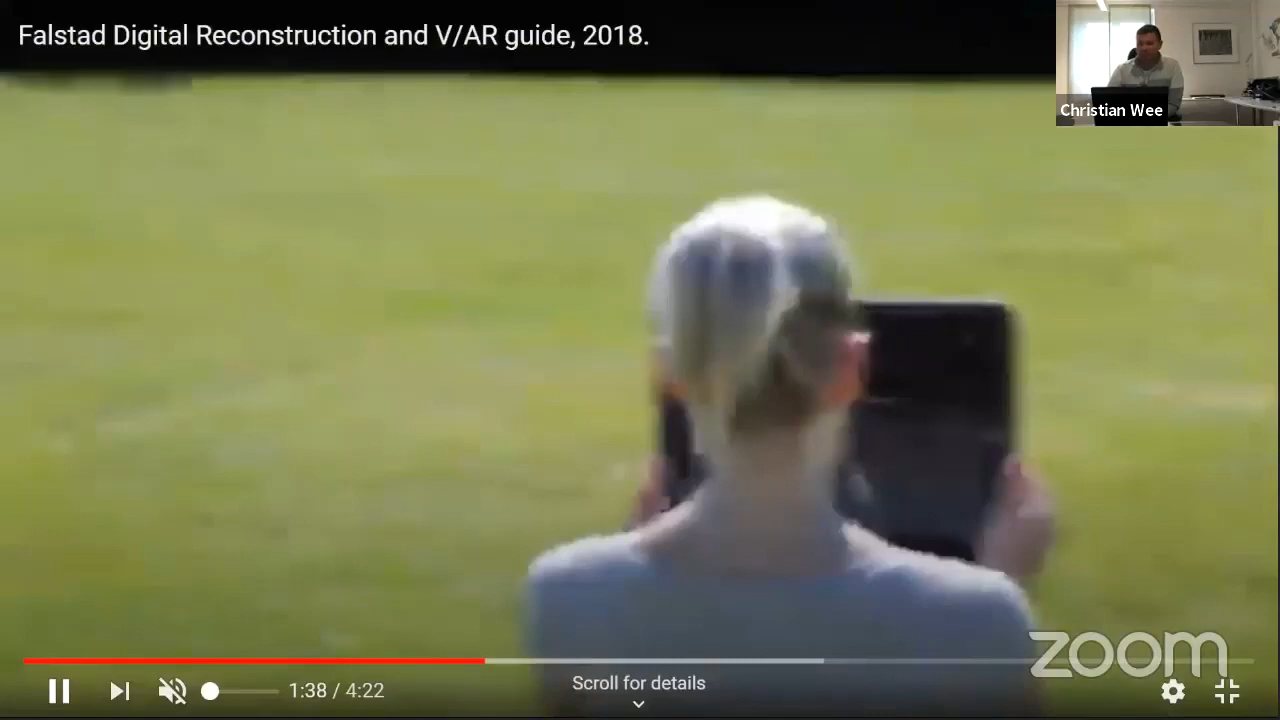 Falstad Digital Reconstruction and V/AR guide, 2018.
Christian Wee
zoom
1:38 / 4:22
Scroll for details